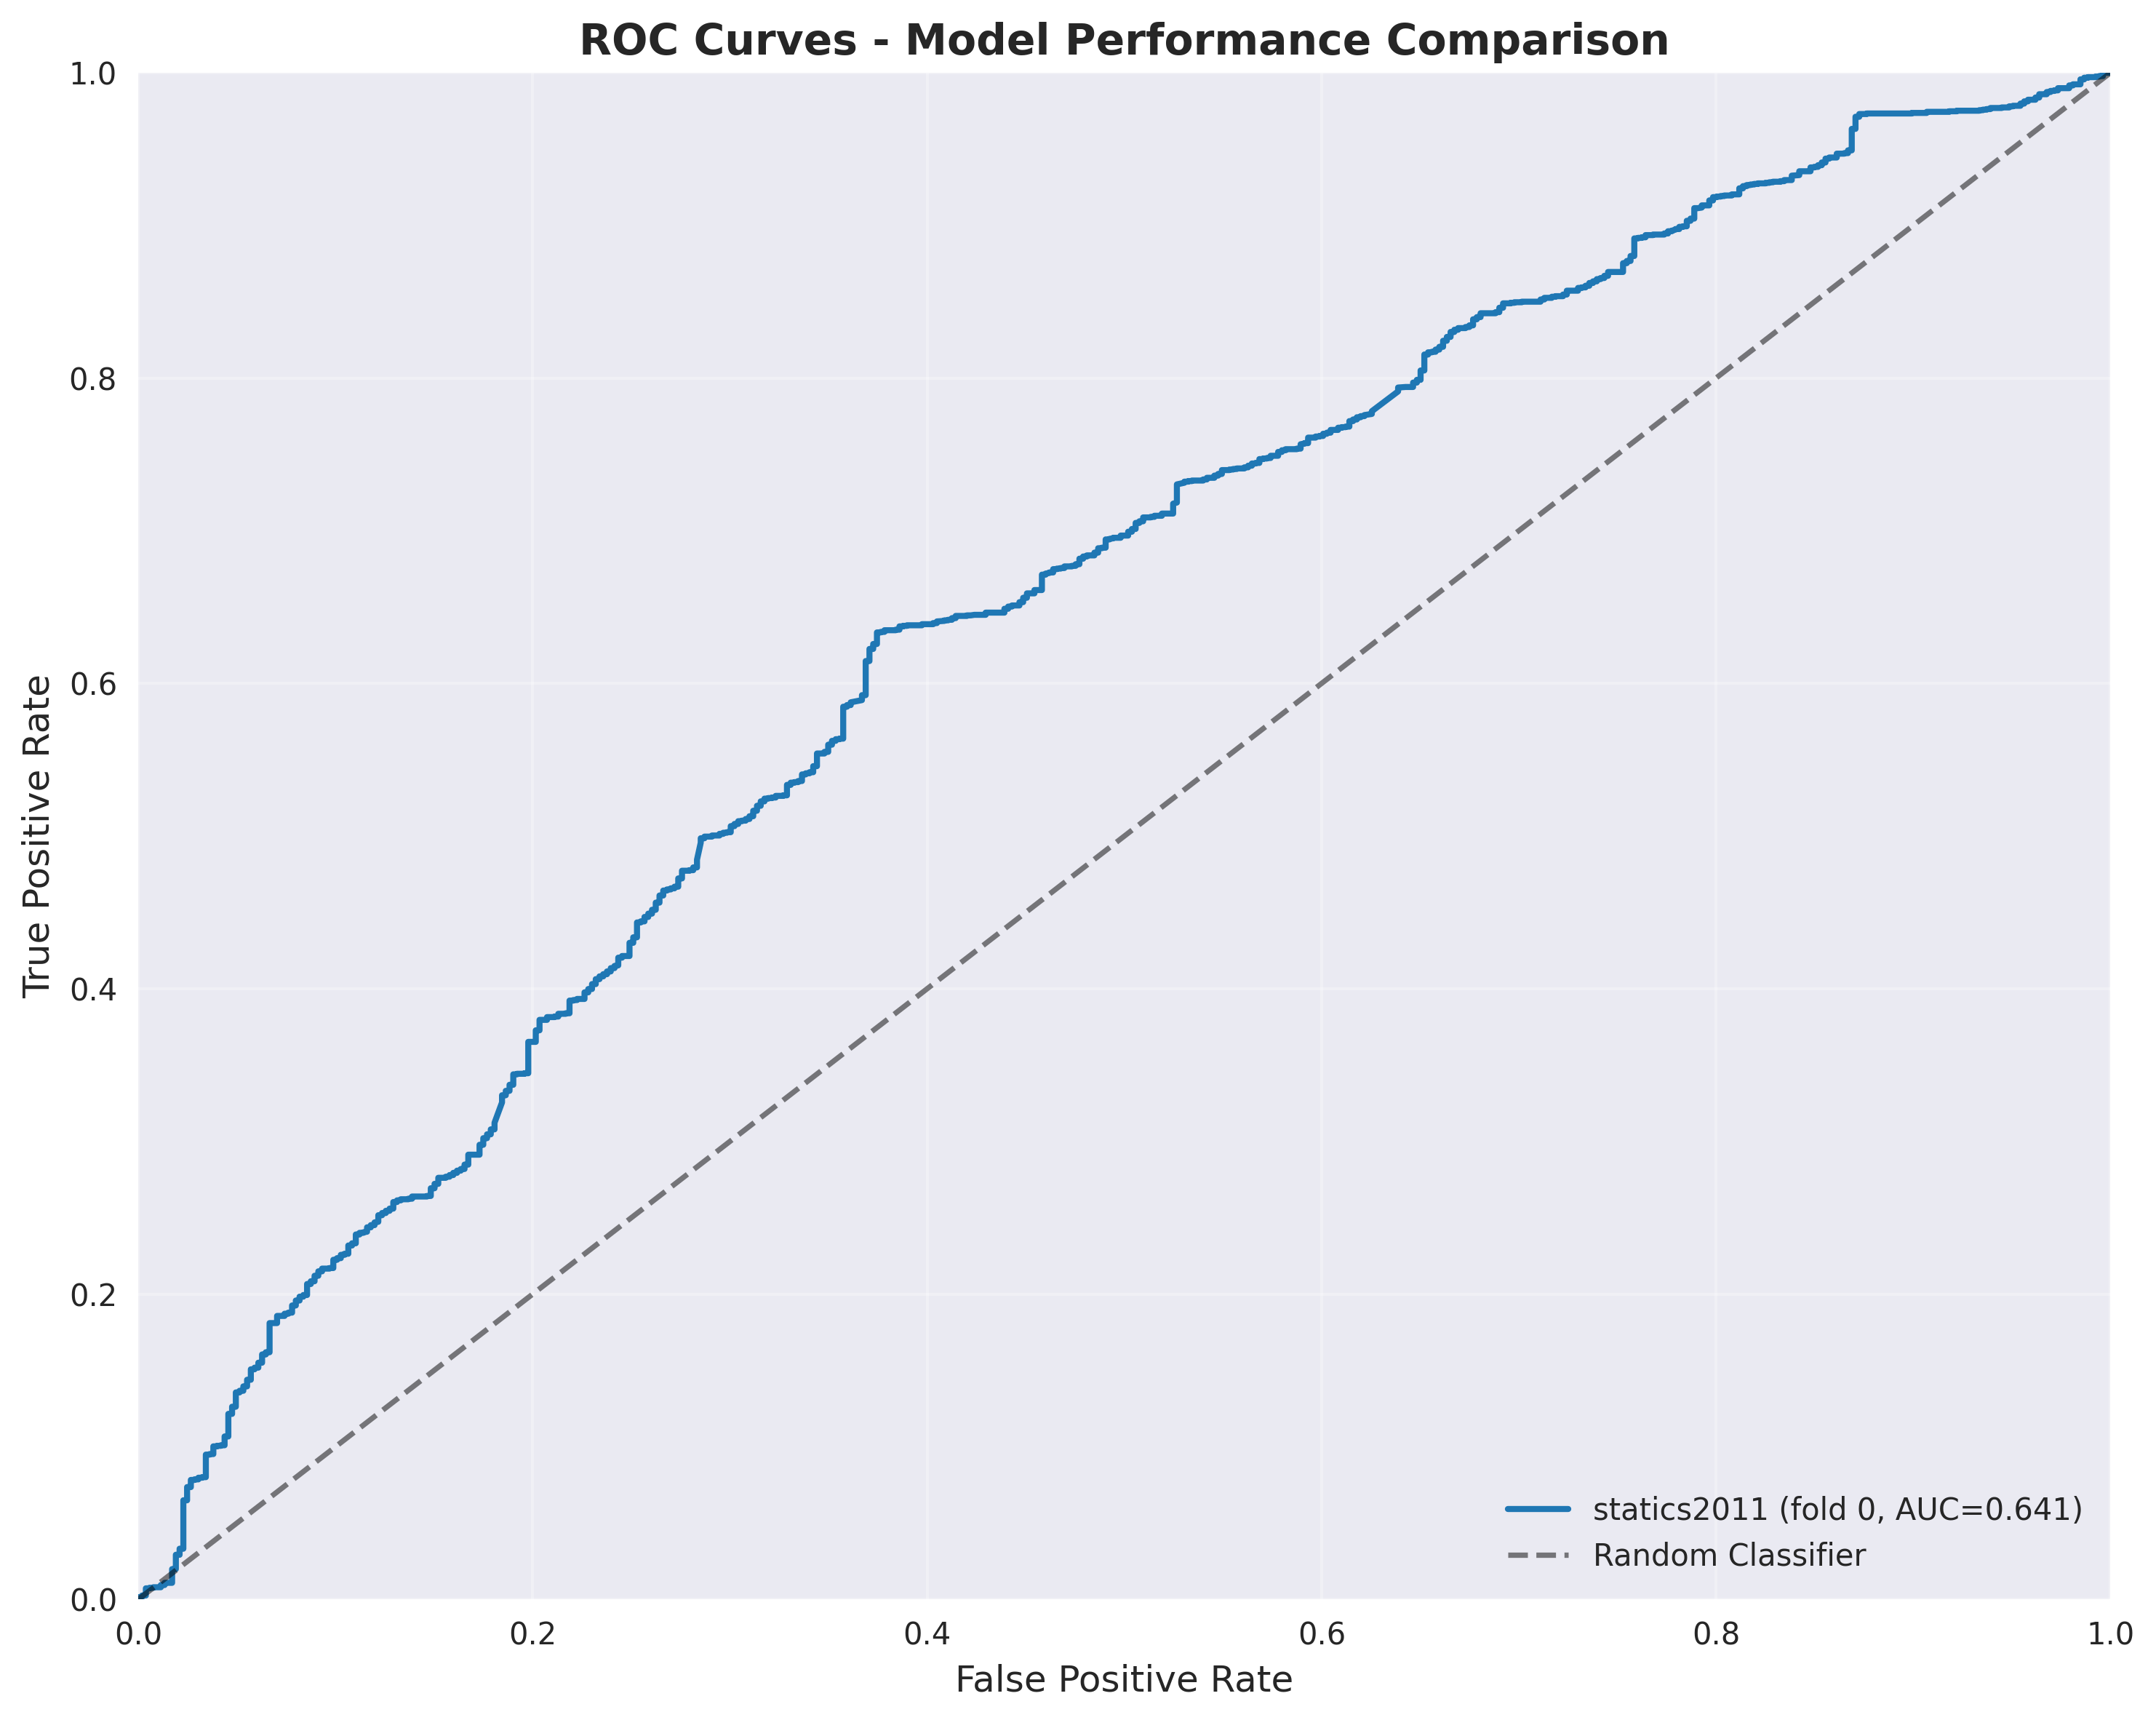 ROC Curves - Model Performance Comparison
1.0
0.8
0.6
0.4
0.2
0.0
True Positive Rate
statics2011 (fold 0, AUC=0.641)
Random Classifier
0.0 0.2 0.4 0.6 0.8 1.0
False Positive Rate